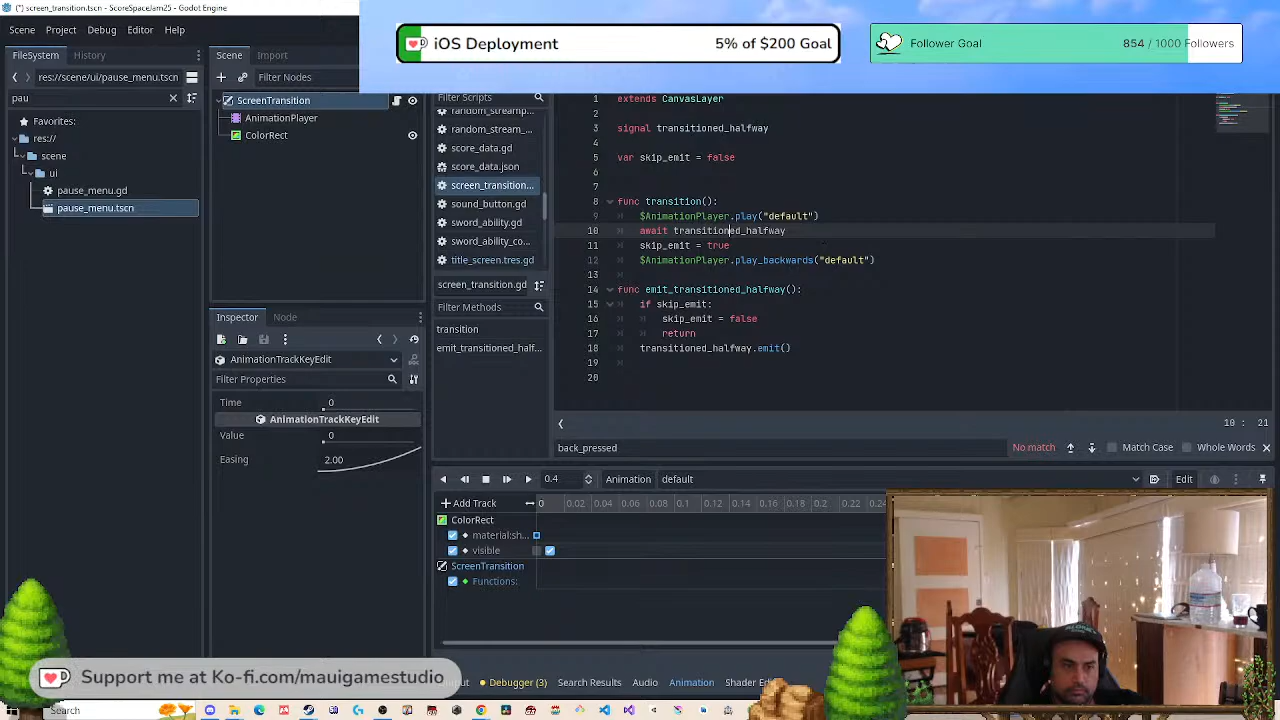 (*) screen_transition.tscn - ScoreSpaceJam25 - Godot Engine
Scene Project Debug Editor Help
iOS Deployment 5% of $200 Goal
Follower Goal 854 / 1000 Followers
FileSystem History
res://scene/ui/pause_menu.tscn
pau
Favorites:
res://
scene
ui
pause_menu.gd
pause_menu.tscn
Scene Import
Filter Nodes
ScreenTransition
AnimationPlayer
ColorRect
Inspector Node
AnimationTrackKeyEdit
Filter Properties
Time 0
AnimationTrackKeyEdit
Value 0
Easing 2.00
Filter Scripts
random_stream_...
random_stream_...
score_data.gd
score_data.json
screen_transition...
sound_button.gd
sword_ability.gd
sword_ability_co...
title_screen.tres.gd
screen_transition.gd
Filter Methods
transition
emit_transitioned_half...
1 extends CanvasLayer
3 signal transitioned_halfway
5 var skip_emit = false
6
7
8 func transition():
9 $AnimationPlayer.play("default")
10 await transitioned_halfway
11 skip_emit = true
12 $AnimationPlayer.play_backwards("default")
13
14 func emit_transitioned_halfway():
15 if skip_emit:
16 skip_emit = false
17 return
18 transitioned_halfway.emit()
19
20
10 : 21
back_pressed No match Match Case Whole Words
0.4 Animation default Edit
Add Track 0 0.02 0.04 0.06 0.08 0.1 0.12 0.14 0.16 0.18 0.2 0.22 0.24
ColorRect
material:sh...
visible
ScreenTransition
Functions:
Debugger (3) Search Results Audio Animation Shader Ed
Support me at Ko-fi.com/mauigamestudio
Search